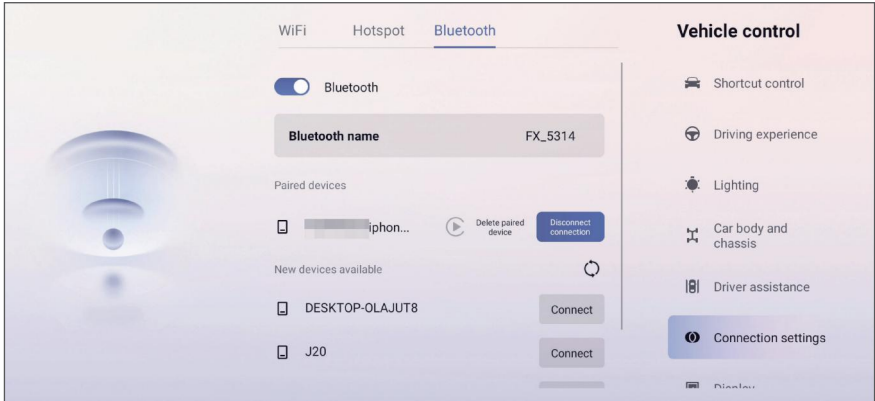 WiFi Hotspot Bluetooth
Bluetooth
Bluetooth name FX_5314
Paired devices
iphon...
Delete paired
device
Disconnect
connection
New devices available
DESKTOP-OLAJUT8 Connect
J20 Connect
Vehicle control
Shortcut control
Driving experience
Lighting
Car body and
chassis
Driver assistance
Connection settings
Display